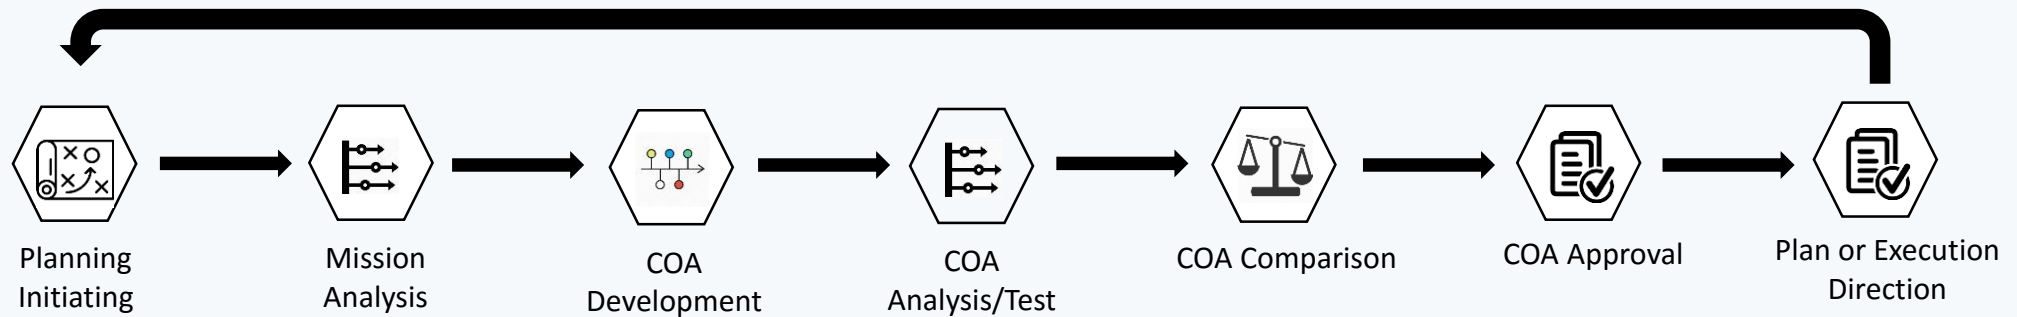 Planning
Initiating
Mission
Analysis
COA
Development
COA
Analysis/Test
COA Comparison
COA Approval
Plan or Execution
Direction